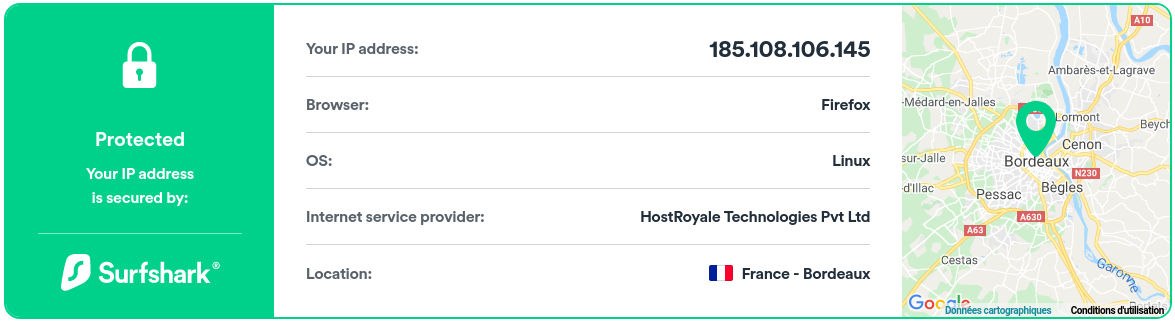 Protected
Your IP address
is secured by:
Surfshark®
Your IP address:
185.108.106.145
Browser:
Firefox
OS:
Linux
Internet service provider:
HostRoyale Technologies Pvt Ltd
Location:
France - Bordeaux
A10
Ambarès-et-Lagrave
-Médard-en-Jalles
Lormont
Beych
Cenon
sur-Jalle
Bordeaux
N230
-d'Illac
Bègles
Pessac
A630
A63
Cestas
Garonne
Google
Données cartographiques
Conditions d'utilisation